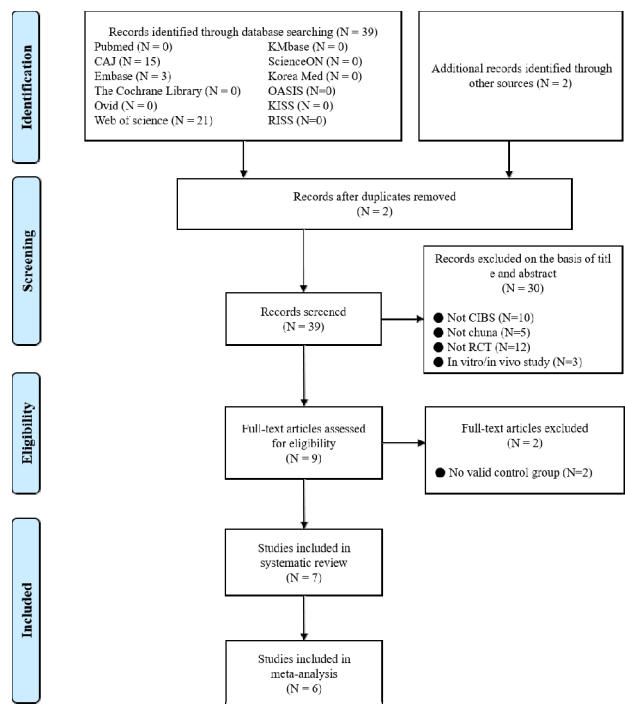 Identification
Records identified through database searching (N = 39)
Pubmed (N = 0)
CAJ (N = 15)
Embase (N = 3)
The Cochrane Library (N = 0)
Ovid (N = 0)
Web of science (N = 21)
KMbase (N = 0)
ScienceON (N = 0)
Korea Med (N = 0)
OASIS (N=0)
KISS (N = 0)
RISS (N=0)
Additional records identified through
other sources (N = 2)
Screening
Records after duplicates removed
(N = 2)
Records screened
(N = 39)
Records excluded on the basis of titl
e and abstract
(N = 30)
● Not CIBS (N=10)
● Not chuna (N=5)
● Not RCT (N=12)
● In vitro/in vivo study (N=3)
Eligibility
Full-text articles assessed
for eligibility
(N = 9)
Full-text articles excluded
(N = 2)
● No valid control group (N=2)
Included
Studies included in
systematic review
(N = 7)
Studies included in
meta-analysis
(N = 6)